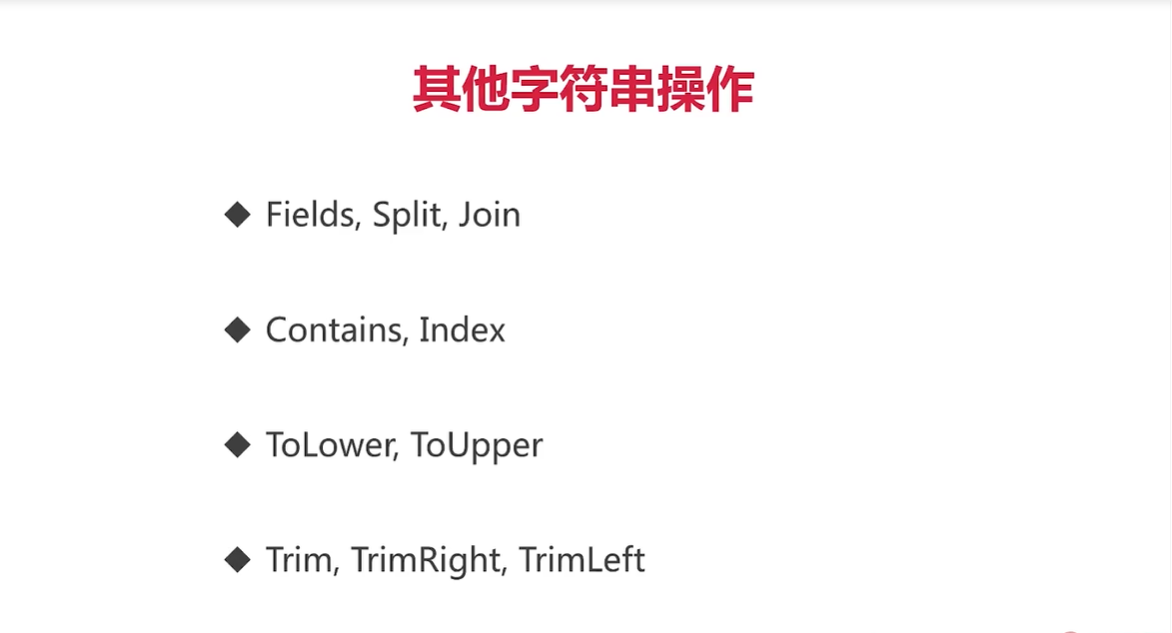 其他字符串操作
◆ Fields, Split, Join
◆ Contains, Index
◆ ToLower, ToUpper
◆ Trim, TrimRight, TrimLeft